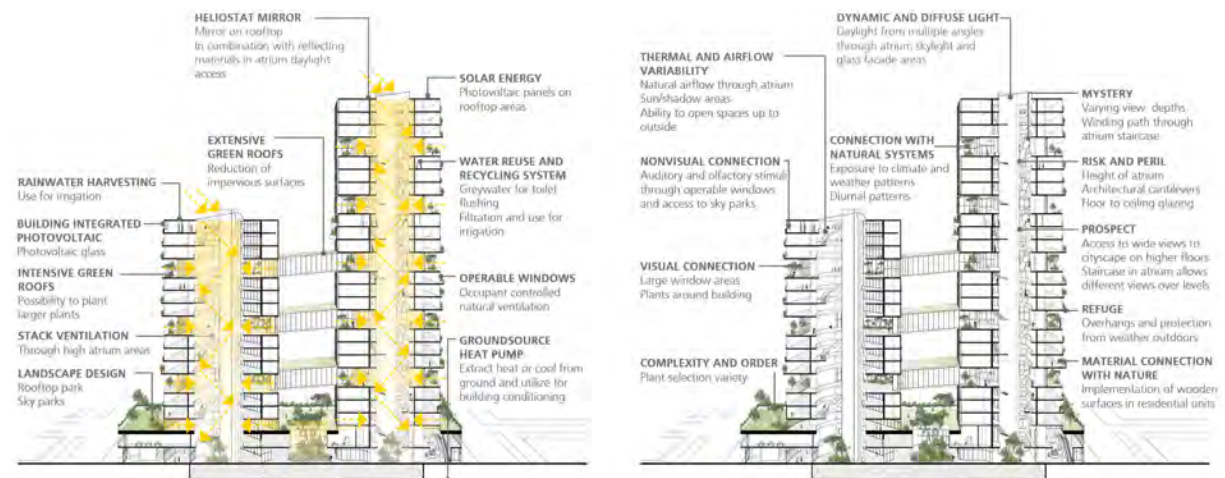 HELIOSTAT MIRROR
Mirror on rooftop
In combination with reflecting
materials in atrium daylight
access
SOLAR ENERGY
Photovoltaic panels on
rooftop areas
EXTENSIVE
GREEN ROOFS
Reduction of
impervious surfaces
WATER REUSE AND
RECYCLING SYSTEM
Greywater for toilet
flushing
Filtration and use for
irrigation
RAINWATER HARVESTING
Use for irrigation
BUILDING INTEGRATED
PHOTOVOLTAIC
Photovoltaic glass
INTENSIVE GREEN
ROOFS
Possibility to plant
larger plants
OPERABLE WINDOWS
Occupant controlled
natural ventilation
STACK VENTILATION
Through high atrium areas
GROUNDSOURCE
HEAT PUMP
Extract heat or cool from
ground and utilize for
building conditioning
LANDSCAPE DESIGN
Rooftop park
Sky parks
DYNAMIC AND DIFFUSE LIGHT
Daylight from multiple angles
through atrium skylight and
glass facade areas
THERMAL AND AIRFLOW
VARIABILITY
Natural airflow through atrium
Sun/shadow areas
Ability to open spaces up to
outside
MYSTERY
Varying view depths
Winding path through
atrium staircase
CONNECTION WITH
NATURAL SYSTEMS
Exposure to climate and
weather patterns
Diurnal patterns
NONVISUAL CONNECTION
Auditory and olfactory stimuli
through operable windows
and access to sky parks
RISK AND PERIL
Height of atrium
Architectural cantilevers
Floor to ceiling glazing
PROSPECT
Access to wide views to
cityscape on higher floors
Staircase in atrium allows
different views over levels
VISUAL CONNECTION
Large window areas
Plants around building
REFUGE
Overhangs and protection
from weather outdoors
COMPLEXITY AND ORDER
Plant selection variety
MATERIAL CONNECTION
WITH NATURE
Implementation of wooden
surfaces in residential units